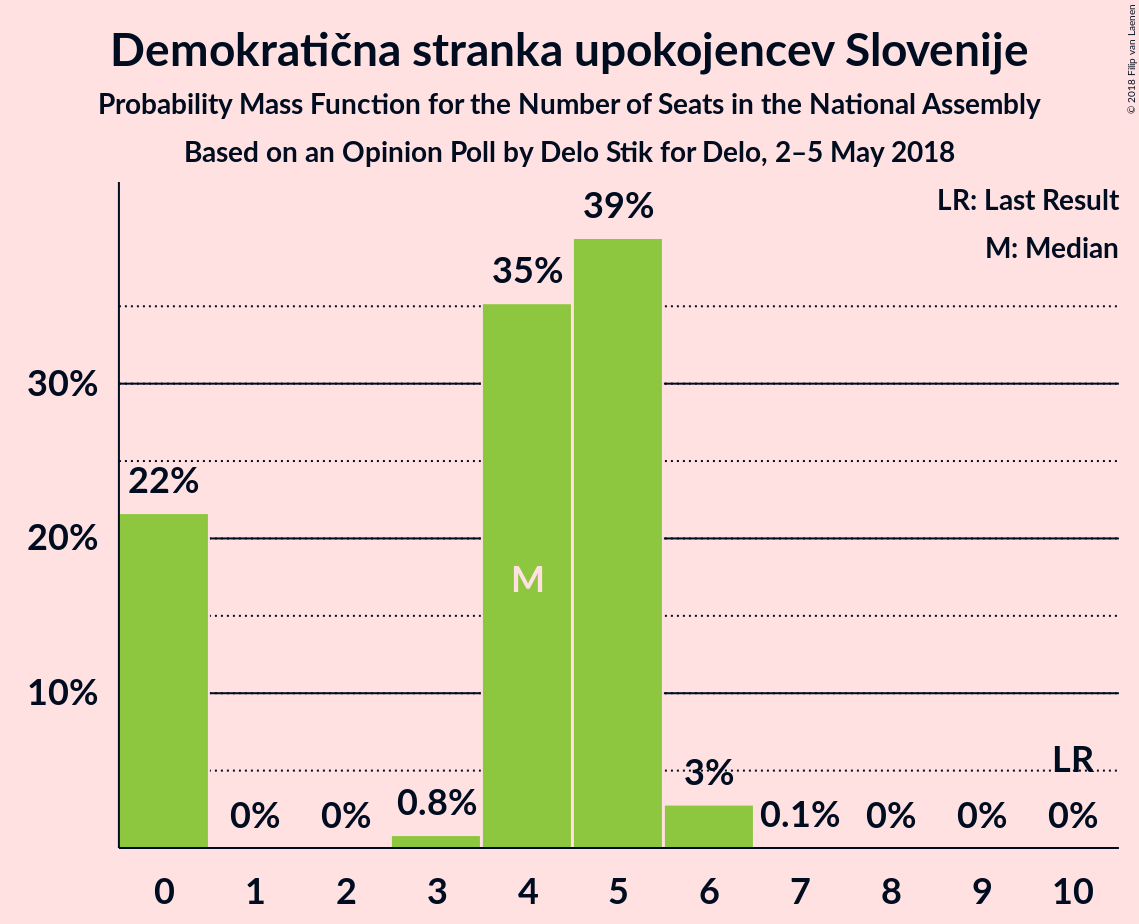 Demokratična stranka upokojencev Slovenije
Probability Mass Function for the Number of Seats in the National Assembly
Based on an Opinion Poll by Delo Stik for Delo, 2–5 May 2018
© 2018 Filip van Laenen
LR: Last Result
M: Median
39%
35%
30%
22%
20%
M
10%
LR
3%
0.8%
0% 0% 0.1% 0% 0% 0%
0 1 2 3 4 5 6 7 8 9 10